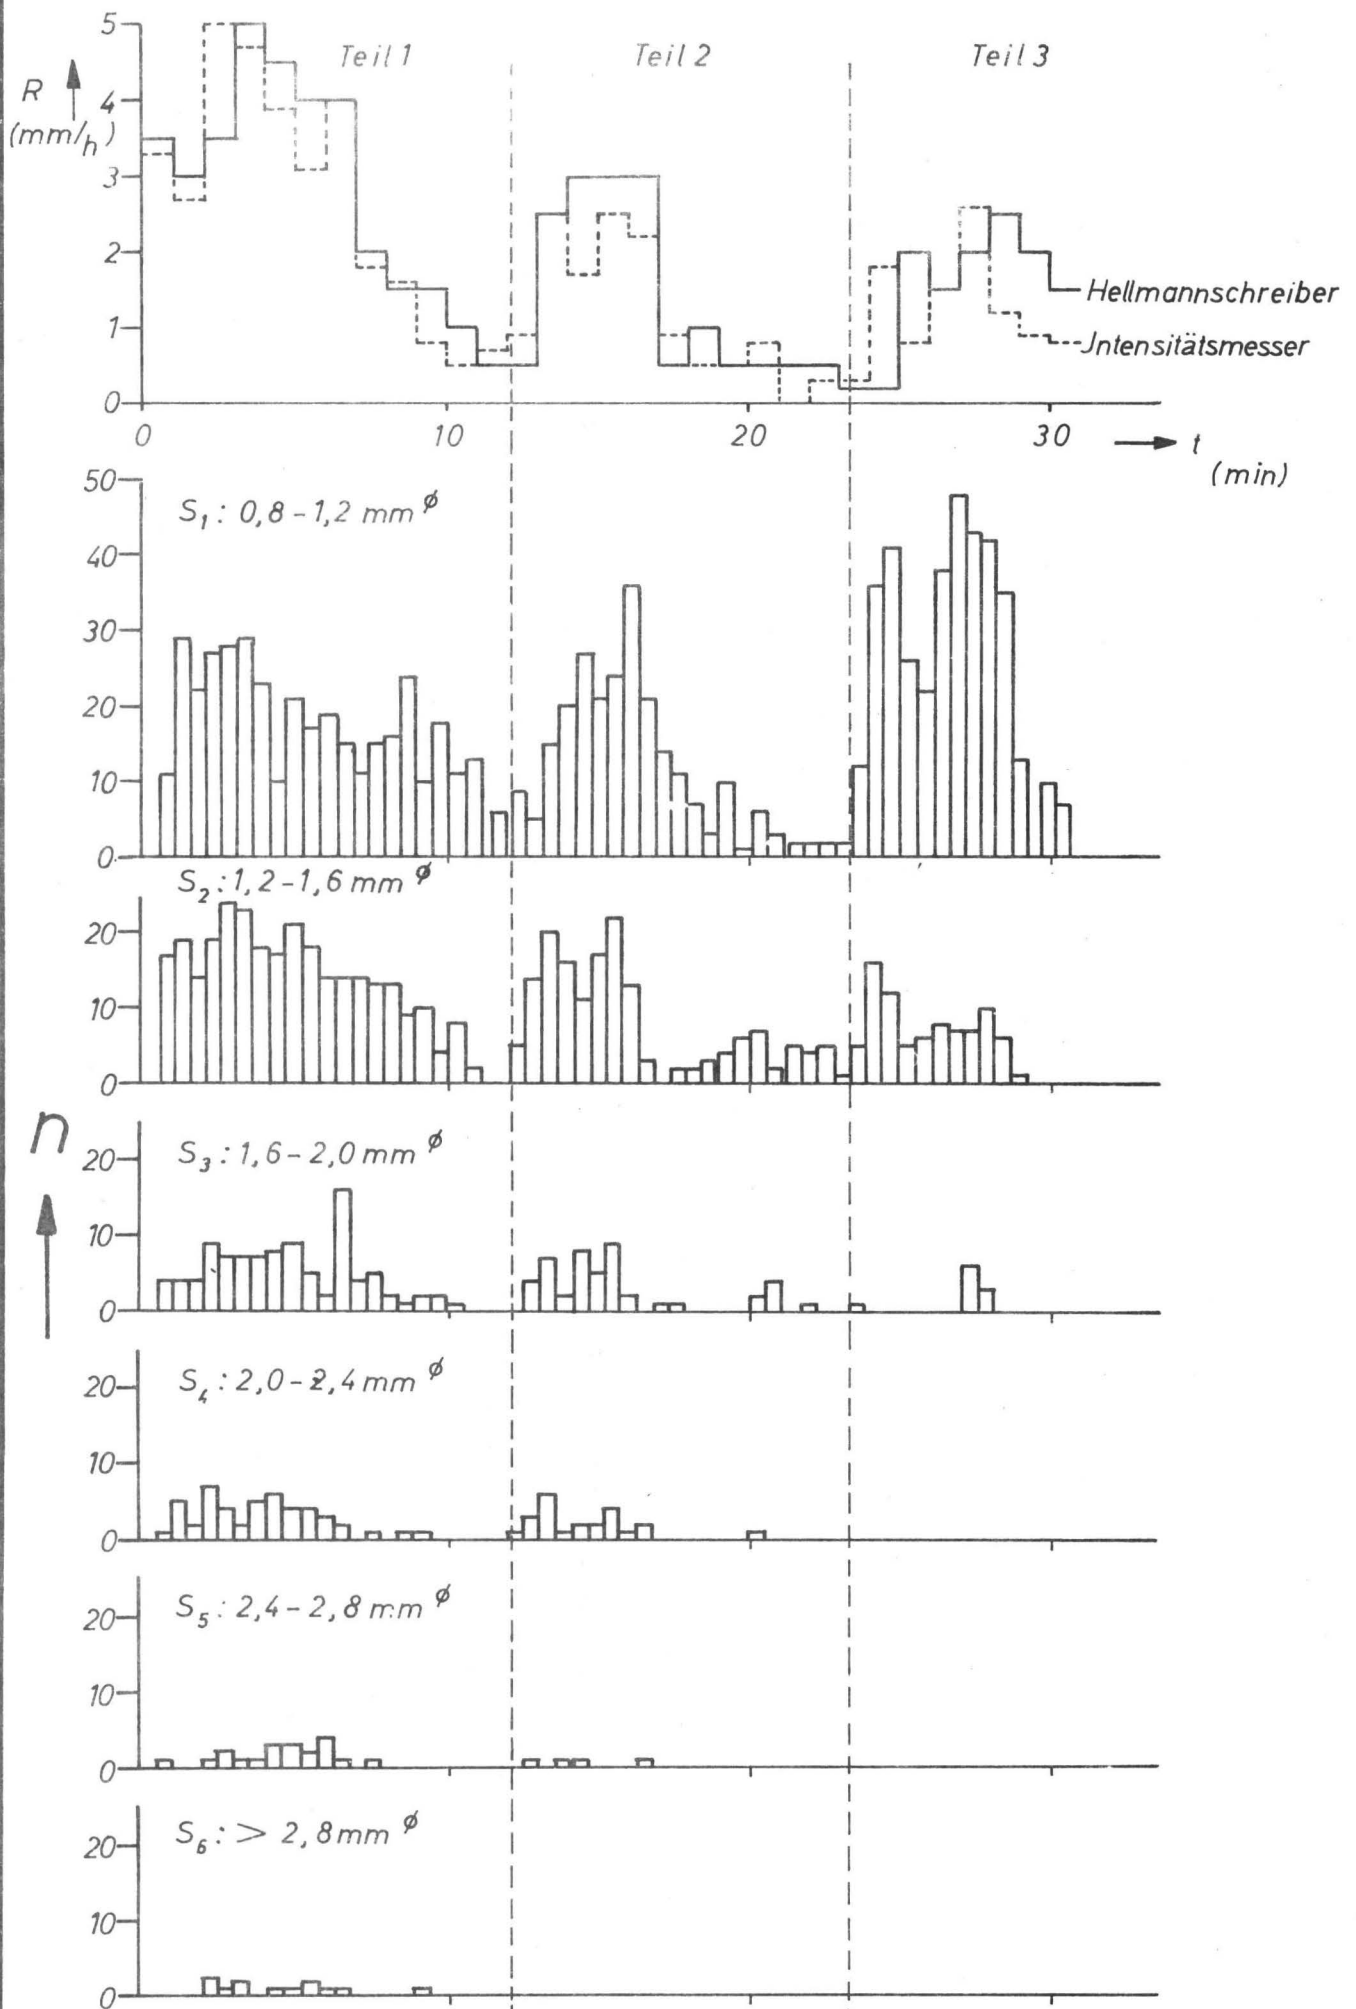 5
Teil 1 Teil 2 Teil 3
R
4
(mm/h)
3
2
Hellmannschreiber
1
Jntensitätsmesser
0
0 10 20 30 t
(min)
50
S₁: 0,8-1,2 mm ϕ
40
30
20
10
0
S₂: 1,2-1,6 mm ϕ
20
10
0
n
S₃: 1,6-2,0 mm ϕ
20
10
0
S₄: 2,0-2,4 mm ϕ
20
10
0
S₅: 2,4-2,8 mm ϕ
20
10
0
S₆: > 2,8 mm ϕ
20
10
0